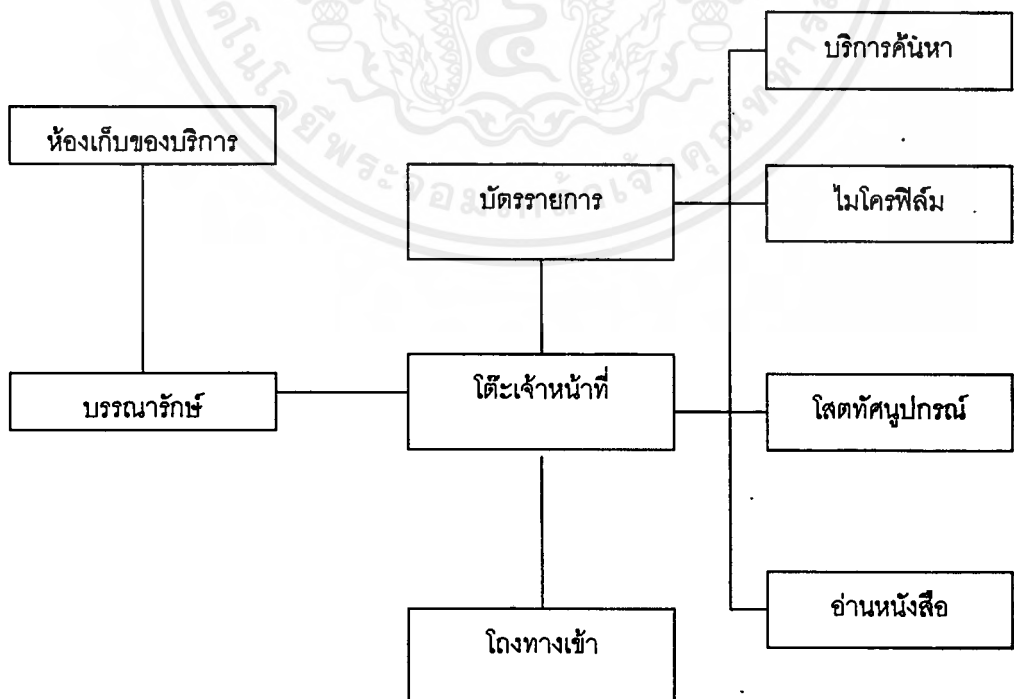 บริการค้นหา
ห้องเก็บของบริการ
บัตรรายการ
ไมโครฟิล์ม
บรรณารักษ์
โต๊ะเจ้าหน้าที่
โสตทัศนูปกรณ์
อ่านหนังสือ
โถงทางเข้า